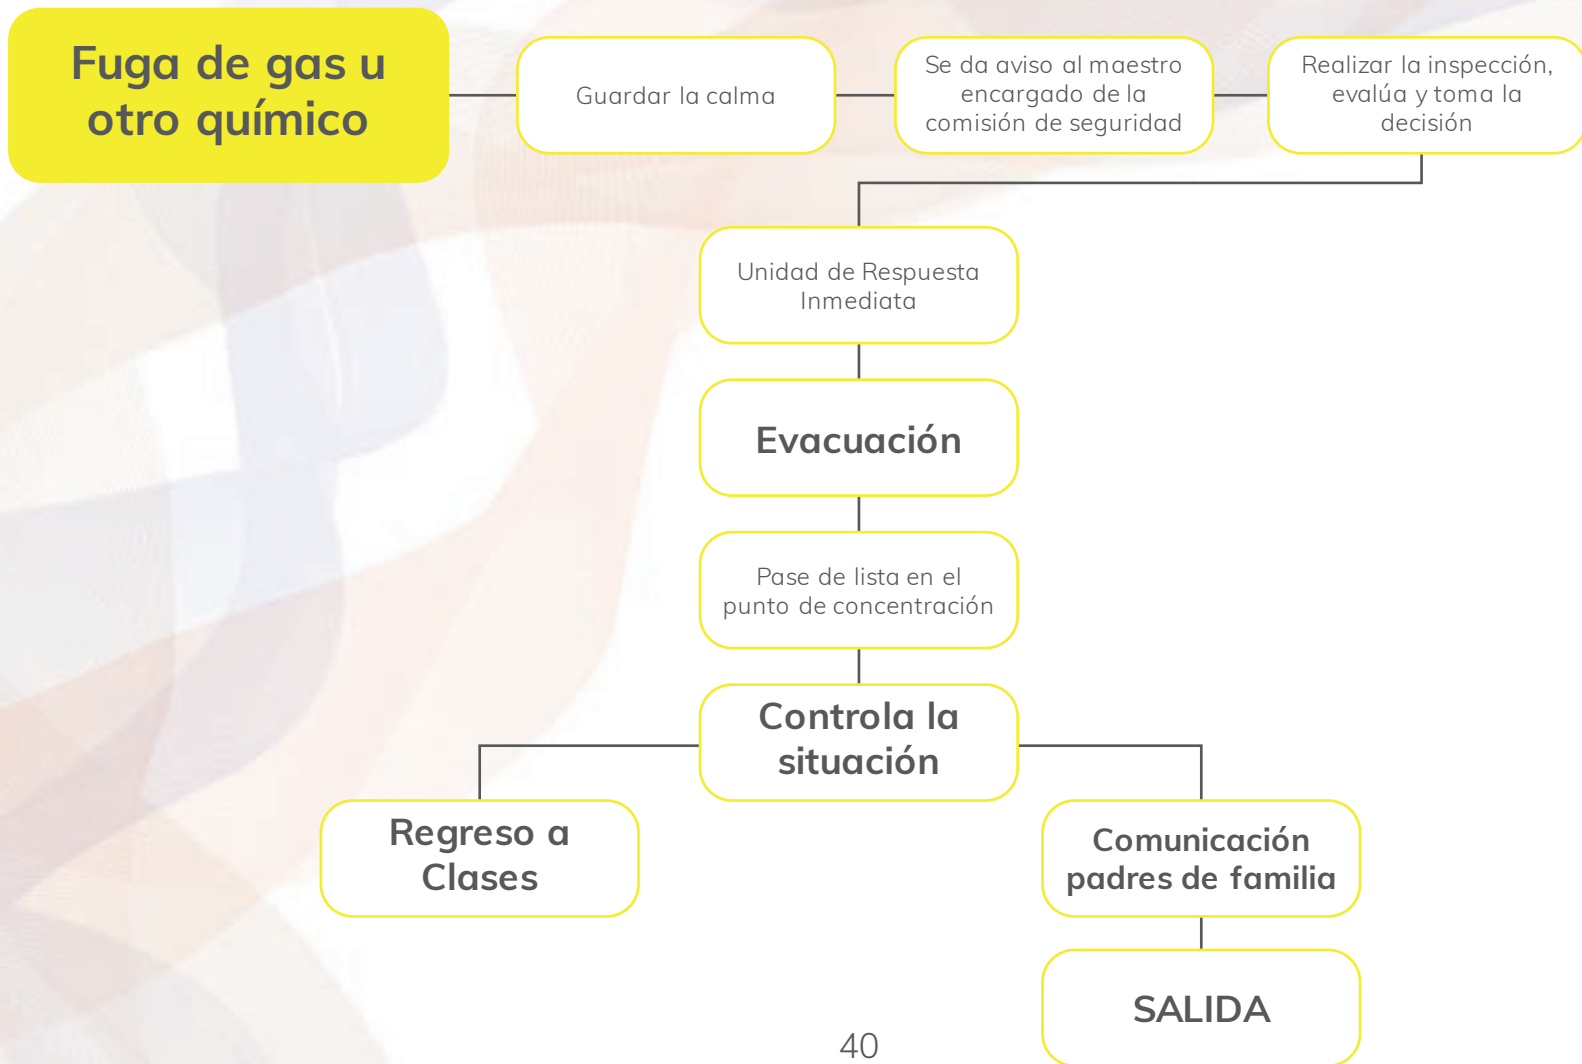 Fuga de gas u
otro químico
Guardar la calma
Se da aviso al maestro
encargado de la
comisión de seguridad
Realizar la inspección,
evalúa y toma la
decisión
Unidad de Respuesta
Inmediata
Evacuación
Pase de lista en el
punto de concentración
Controla la
situación
Regreso a
Clases
Comunicación
padres de familia
SALIDA
40